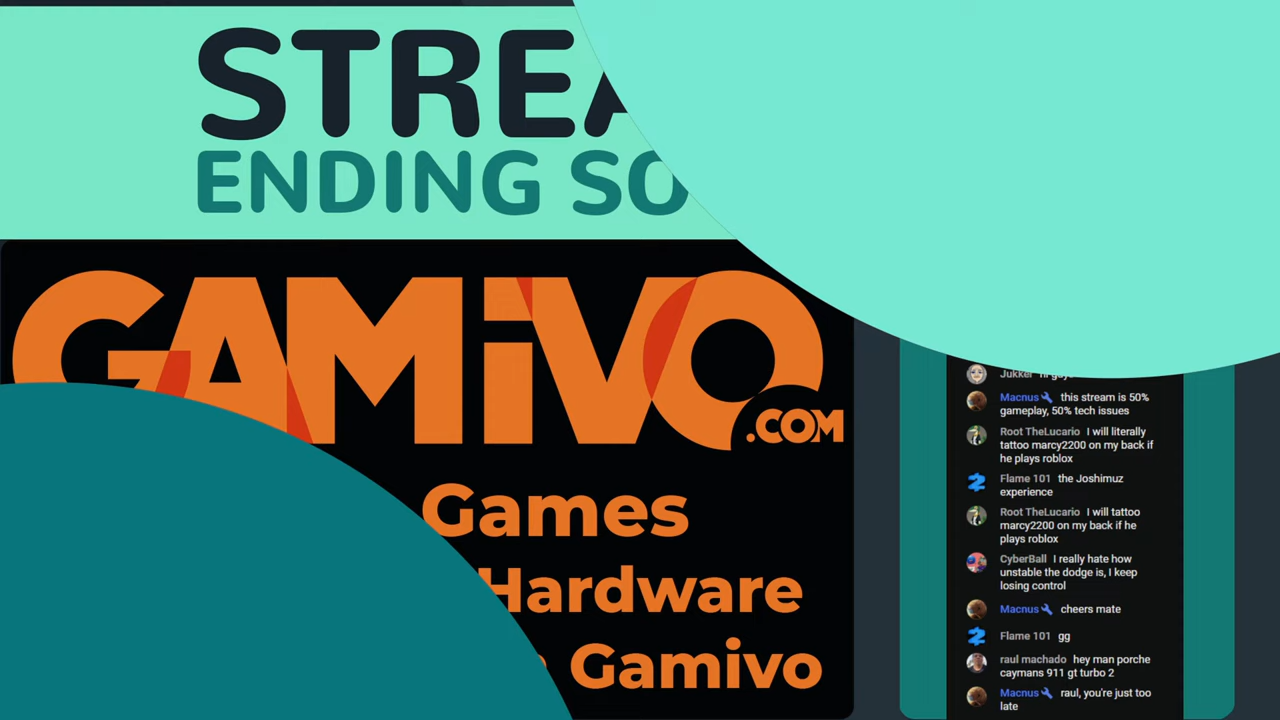 STREA
ENDING SO
GAMiVO
.COM
Games
Hardware
Gamivo
Jukker
Macnus this stream is 50%
gameplay, 50% tech issues
Root TheLucario I will literally
tattoo marcy2200 on my back if
he plays roblox
Flame 101 the Joshimuz
experience
Root TheLucario I will tattoo
marcy2200 on my back if he
plays roblox
CyberBall I really hate how
unstable the dodge is, I keep
losing control
Macnus cheers mate
Flame 101 gg
raul machado hey man porche
caymans 911 gt turbo 2
Macnus raul, you're just too
late